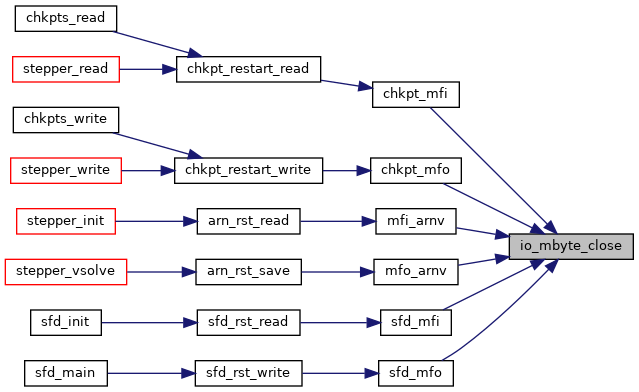 chkpts_read
stepper_read
chkpt_restart_read
chkpt_mfi
chkpts_write
stepper_write
chkpt_restart_write
chkpt_mfo
stepper_init
arn_rst_read
mfi_arnv
io_mbyte_close
stepper_vsolve
arn_rst_save
mfo_arnv
sfd_init
sfd_rst_read
sfd_mfi
sfd_main
sfd_rst_write
sfd_mfo